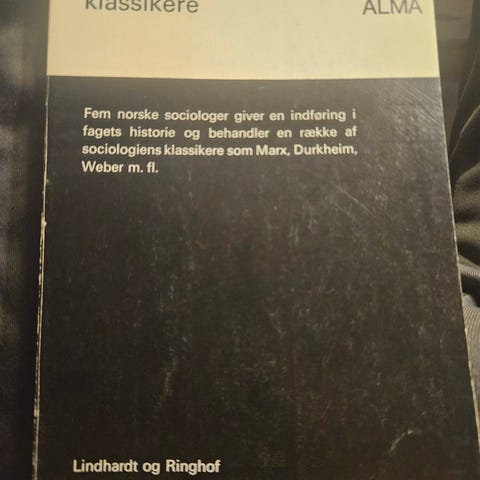 klassikere ALMA
Fem norske sociologer giver en indføring i
fagets historie og behandler en række af
sociologiens klassikere som Marx, Durkheim,
Weber m. fl.
Lindhardt og Ringhof